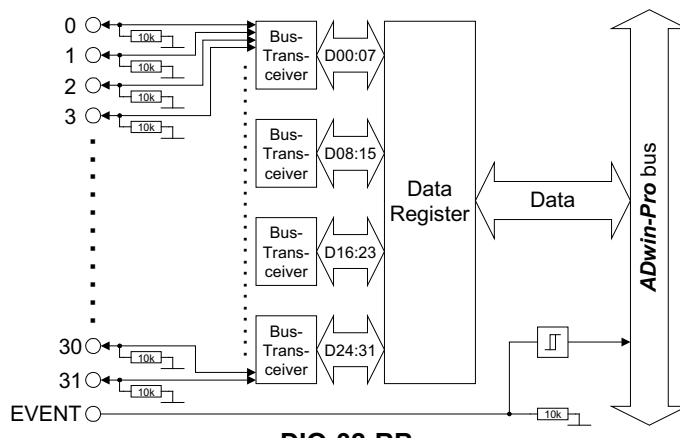 0
10k
1
10k
2
10k
3
10k
30
10k
31
10k
EVENT
Bus-
Trans-
ceiver
D00:07
Bus-
Trans-
ceiver
D08:15
Bus-
Trans-
ceiver
D16:23
Bus-
Trans-
ceiver
D24:31
Data
Register
Data
ADwin-Pro bus
10k